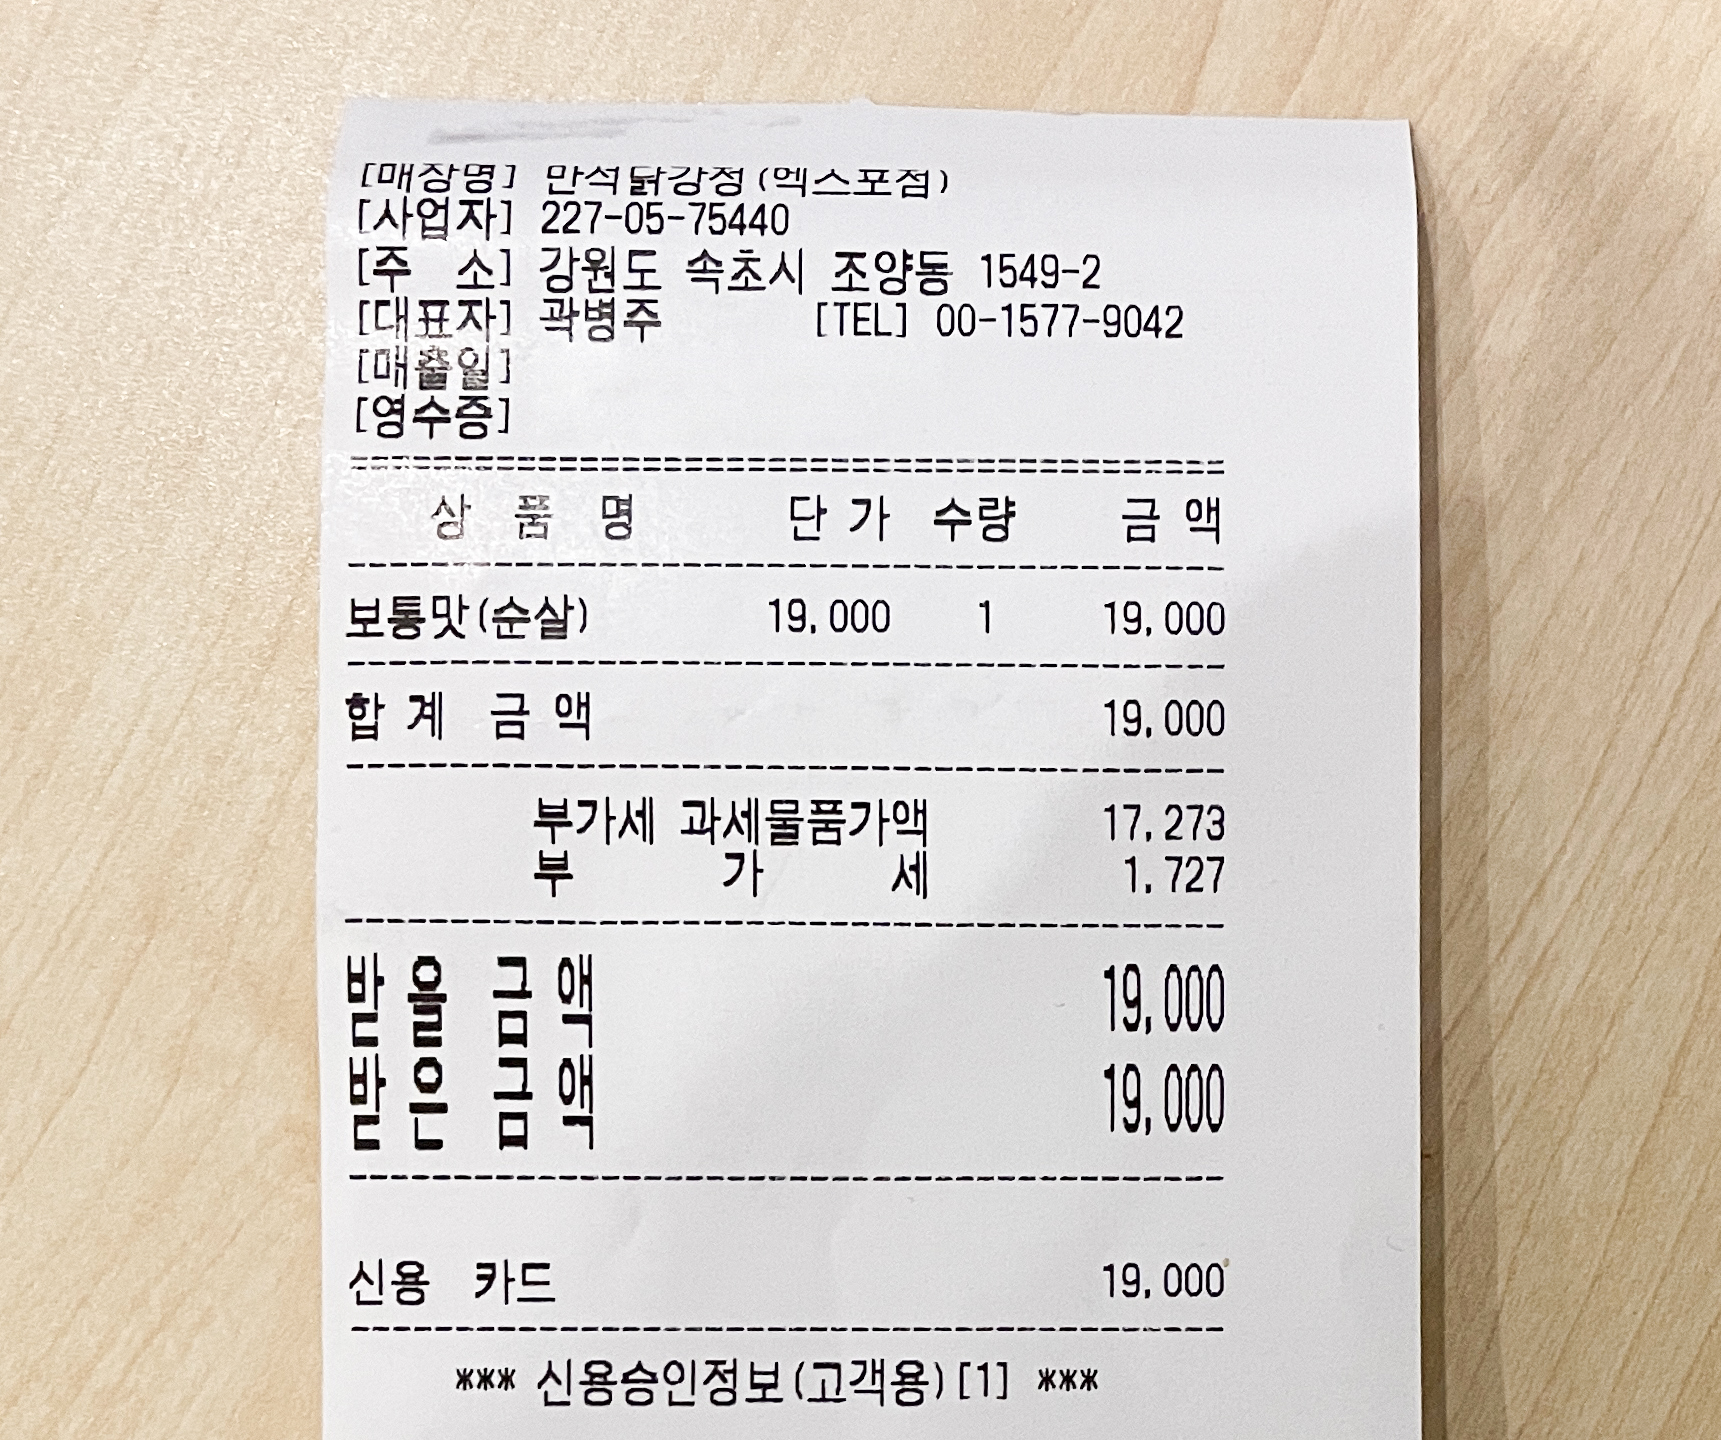 [매장명] 만석닭강정(엑스포점)
[사업자] 227-05-75440
[주 소] 강원도 속초시 조양동 1549-2
[대표자] 곽병주 [TEL] 00-1577-9042
[매출일]
[영수증]
상 품 명 단 가 수량 금 액
보통맛(순살) 19,000 1 19,000
합 계 금 액 19,000
부가세 과세물품가액 17,273
부 가 세 1,727
받 을 금 액 19,000
받 은 금 액 19,000
신용 카드 19,000
*** 신용승인정보(고객용)[1] ***